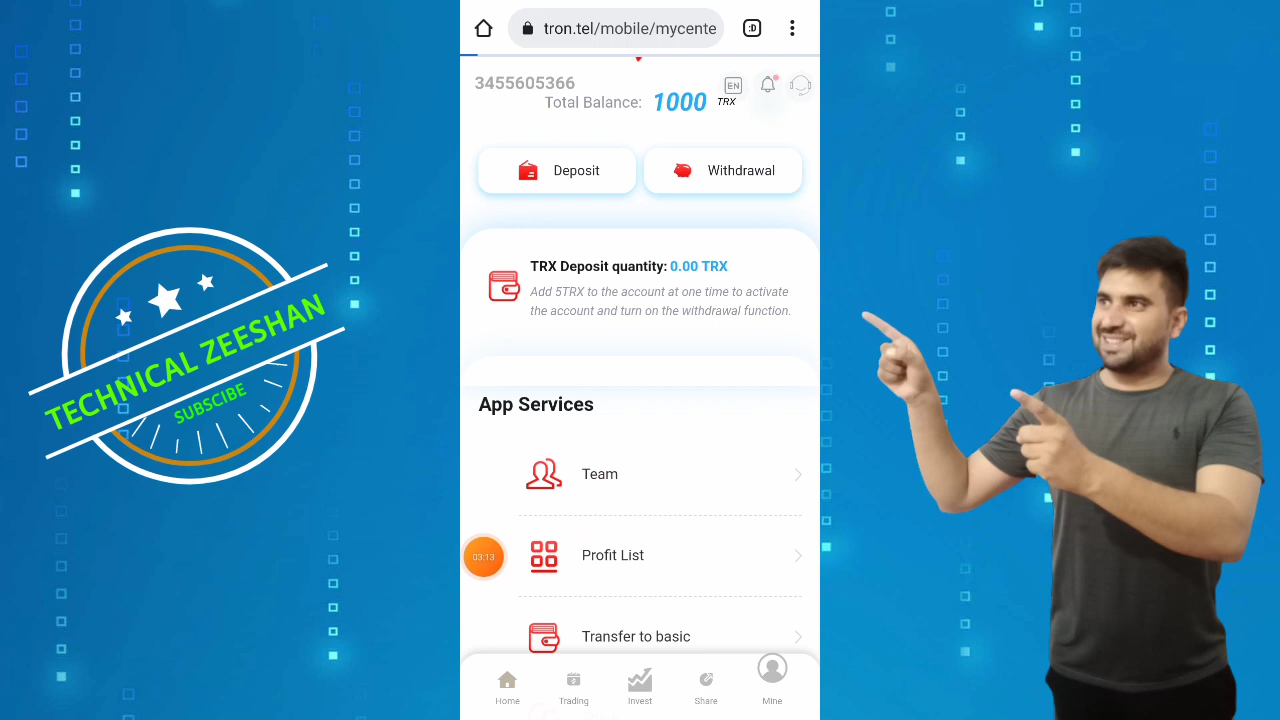 TECHNICAL ZEESHAN
SUBSCIBE
tron.tel/mobile/mycente
:D
3455605366
Total Balance: 1000 TRX
EN
Deposit
Withdrawal
TRX Deposit quantity: 0.00 TRX
Add 5TRX to the account at one time to activate
the account and turn on the withdrawal function.
App Services
Team
03:13
Profit List
Transfer to basic
Home
Trading
Invest
Share
Mine